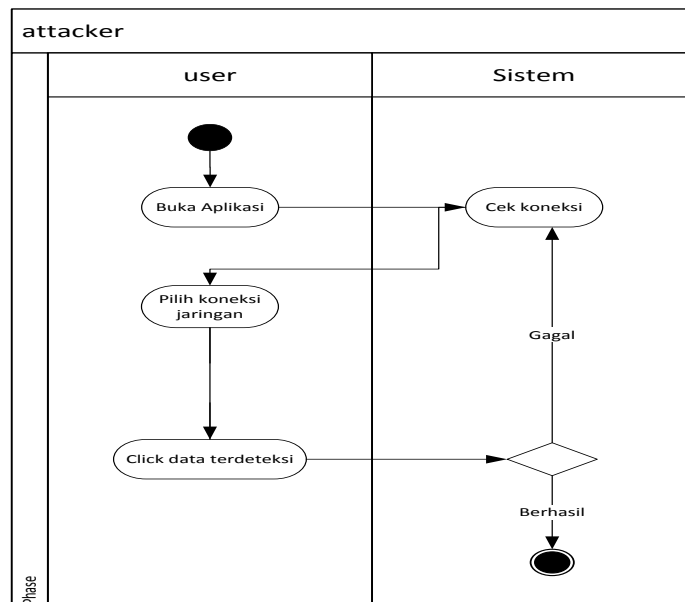 attacker
user
Sistem
Buka Aplikasi
Cek koneksi
Pilih koneksi
jaringan
Gagal
Click data terdeteksi
Berhasil
Phase